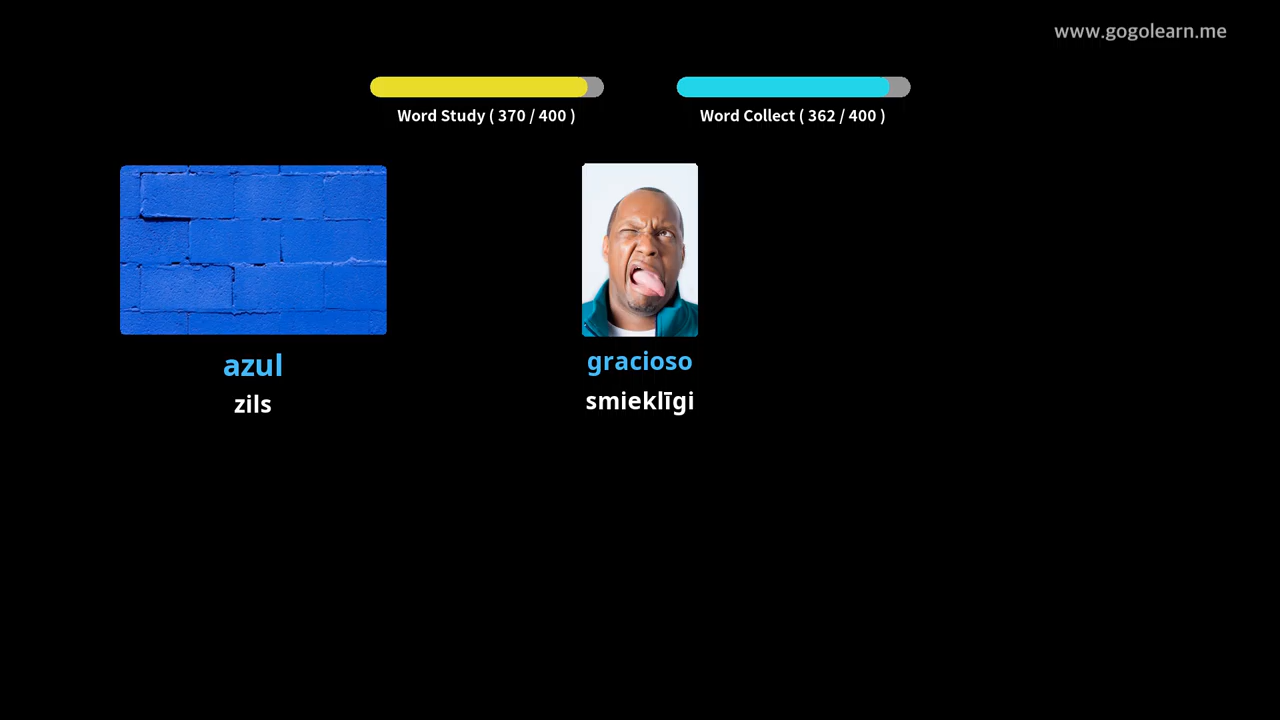 www.gogolearn.me
Word Study ( 370 / 400 )
Word Collect ( 362 / 400 )
azul
zils
gracioso
smieklīgi